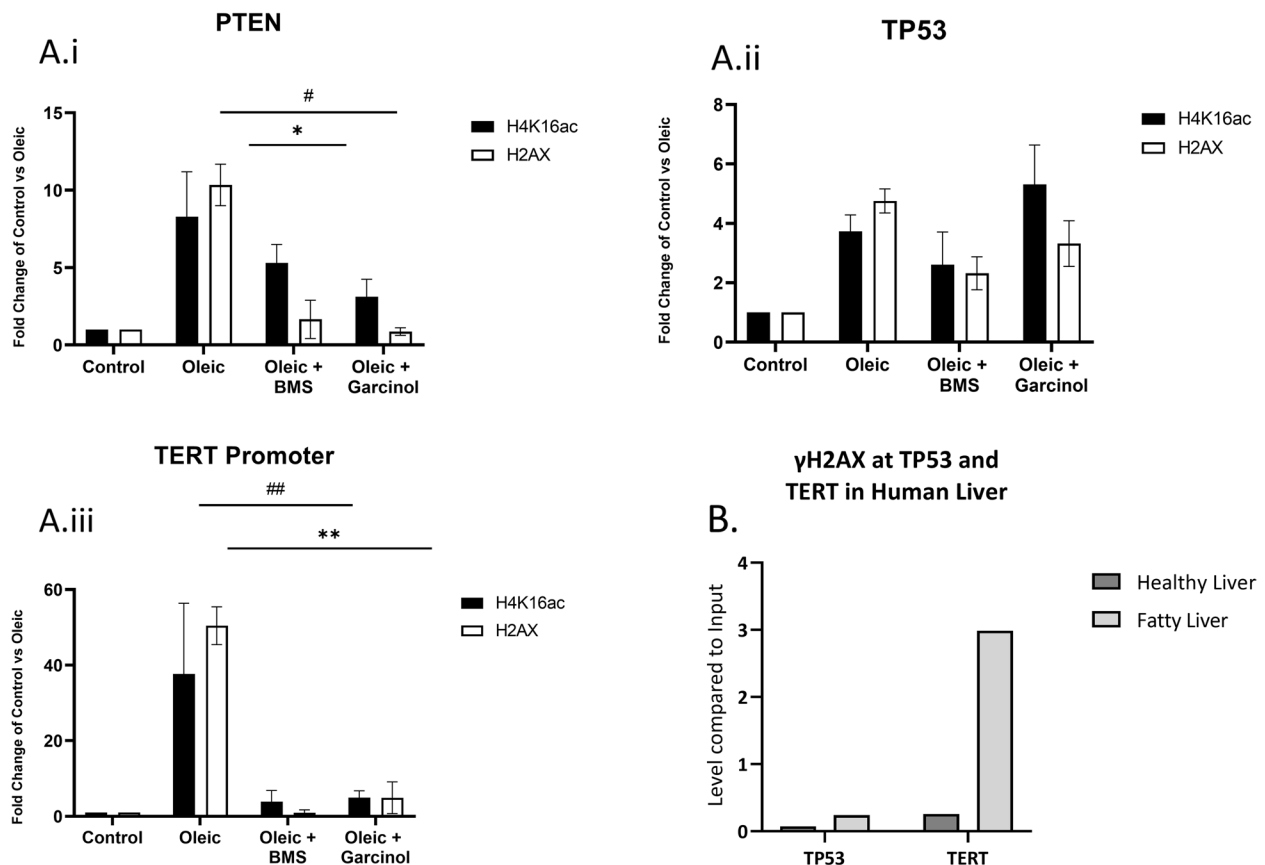 PTEN
A.i
#
*
15
10
5
0
Fold Change of Control vs Oleic
H4K16ac
H2AX
Control
Oleic
Oleic +
BMS
Oleic +
Garcinol
TP53
A.ii
8
6
4
2
0
Fold Change of Control vs Oleic
H4K16ac
H2AX
Control
Oleic
Oleic +
BMS
Oleic +
Garcinol
TERT Promoter
A.iii
##
**
60
40
20
0
Fold Change of Control vs Oleic
H4K16ac
H2AX
Control
Oleic
Oleic +
BMS
Oleic +
Garcinol
γH2AX at TP53 and
TERT in Human Liver
B.
4
3
2
1
0
Level compared to Input
Healthy Liver
Fatty Liver
TP53
TERT